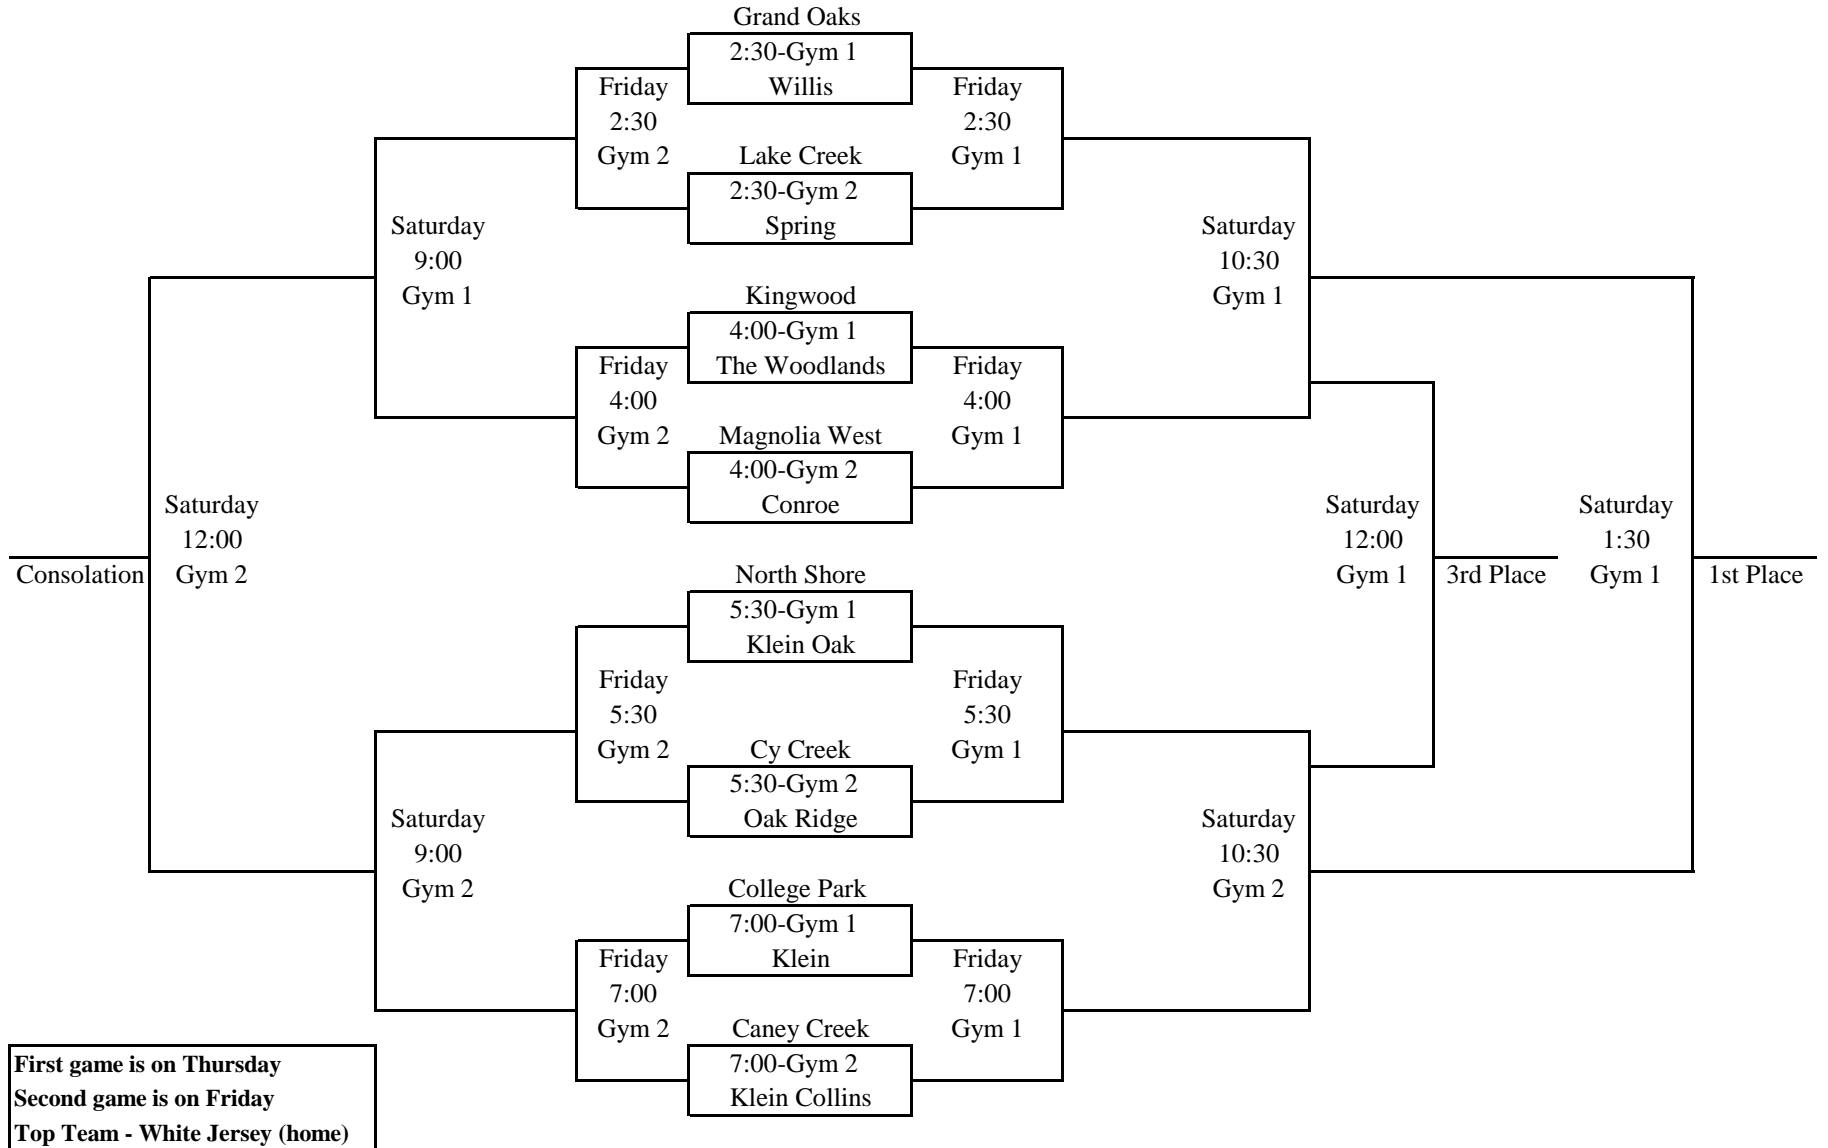 Grand Oaks
2:30-Gym 1
Willis
Friday
2:30
Gym 2
Friday
2:30
Gym 1
Lake Creek
2:30-Gym 2
Spring
Saturday
9:00
Gym 1
Saturday
10:30
Gym 1
Kingwood
4:00-Gym 1
The Woodlands
Friday
4:00
Gym 2
Friday
4:00
Gym 1
Magnolia West
4:00-Gym 2
Conroe
Saturday
12:00
Gym 2
Consolation
Saturday
12:00
Gym 1
3rd Place
Saturday
1:30
Gym 1
1st Place
North Shore
5:30-Gym 1
Klein Oak
Friday
5:30
Gym 2
Friday
5:30
Gym 1
Cy Creek
5:30-Gym 2
Oak Ridge
Saturday
9:00
Gym 2
Saturday
10:30
Gym 2
College Park
7:00-Gym 1
Klein
Friday
7:00
Gym 2
Friday
7:00
Gym 1
Caney Creek
7:00-Gym 2
Klein Collins
First game is on Thursday
Second game is on Friday
Top Team - White Jersey (home)